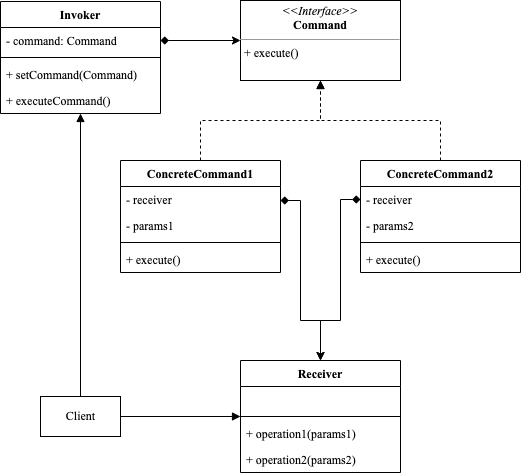 Invoker
- command: Command
+ setCommand(Command)
+ executeCommand()
<<Interface>>
Command
+ execute()
ConcreteCommand1
- receiver
- params1
+ execute()
ConcreteCommand2
- receiver
- params2
+ execute()
Client
Receiver
+ operation1(params1)
+ operation2(params2)